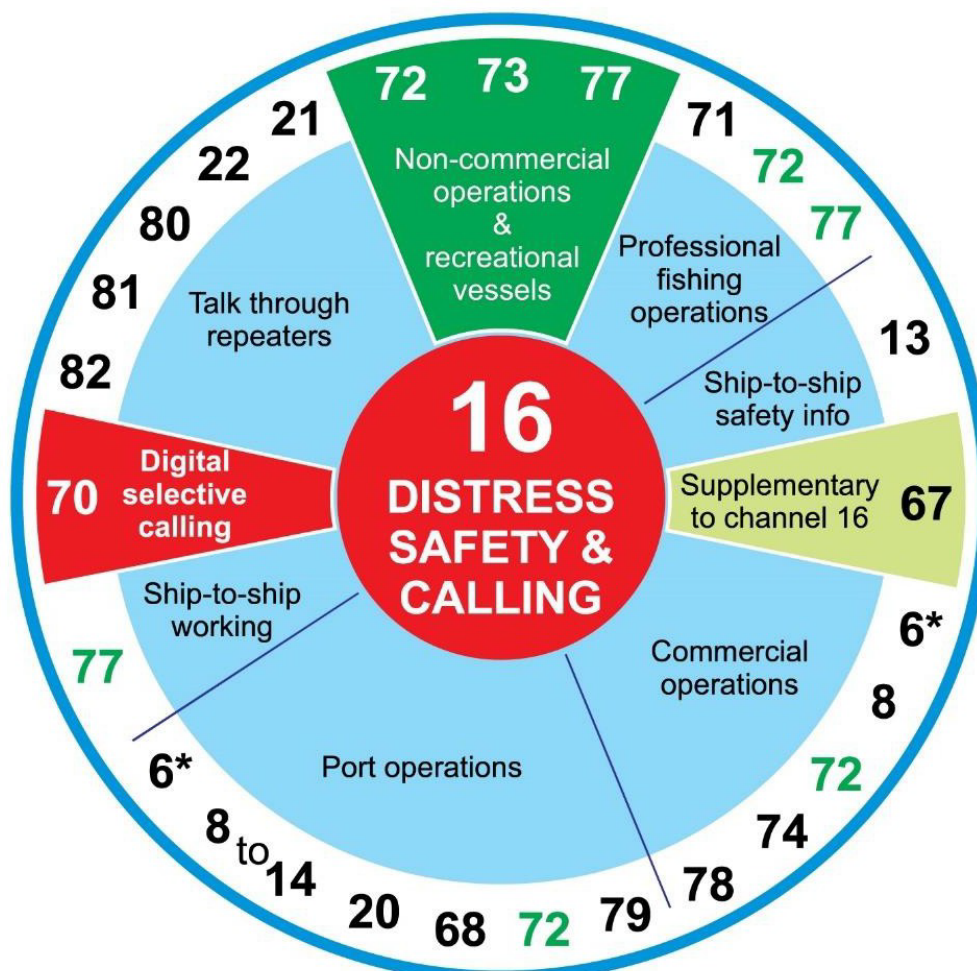 72 73 77
Non-commercial
operations
&
recreational
vessels
71
72
77
Professional
fishing
operations
13
Ship-to-ship
safety info
Supplementary
to channel 16
67
6*
8
72
74
78
Commercial
operations
79
72
68
20
14
to
8
6*
Port operations
77
Ship-to-ship
working
70
Digital
selective
calling
82
81
80
22
21
Talk through
repeaters
16
DISTRESS
SAFETY &
CALLING